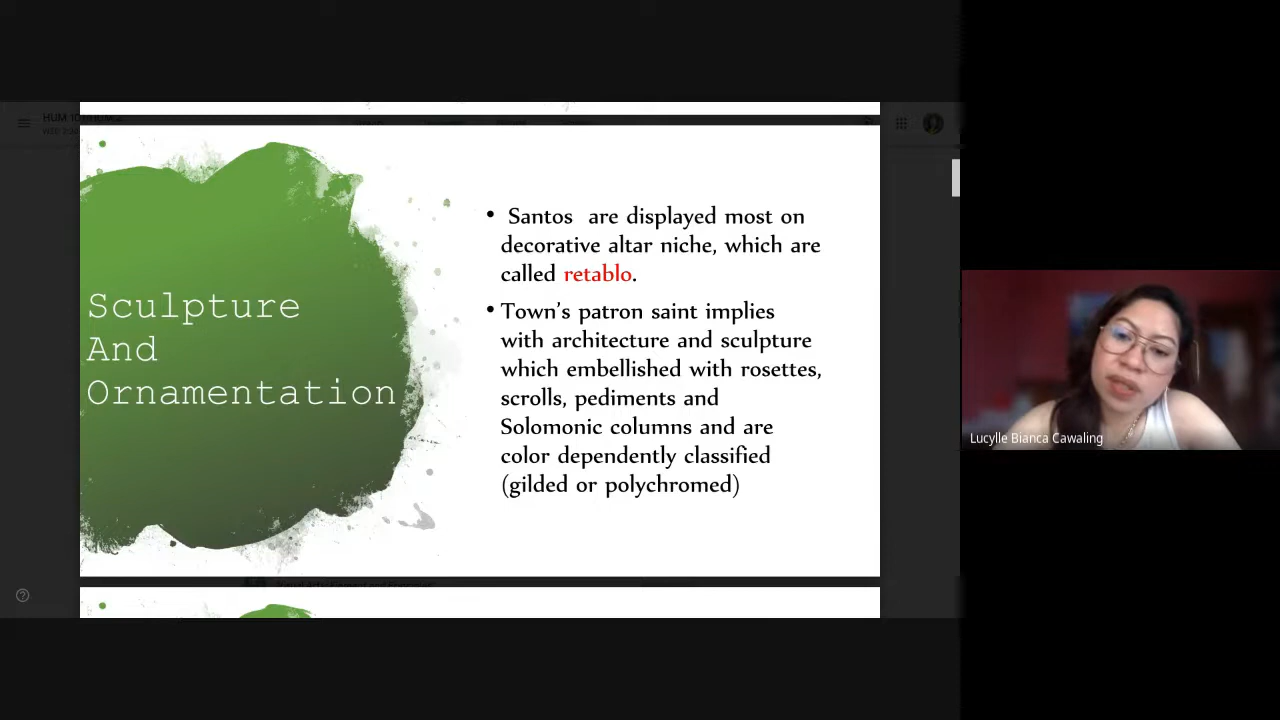 Sculpture
And
Ornamentation
• Santos are displayed most on
decorative altar niche, which are
called retablo.
• Town's patron saint implies
with architecture and sculpture
which embellished with rosettes,
scrolls, pediments and
Solomonic columns and are
color dependently classified
(gilded or polychromed)
Lucylle Bianca Cawaling